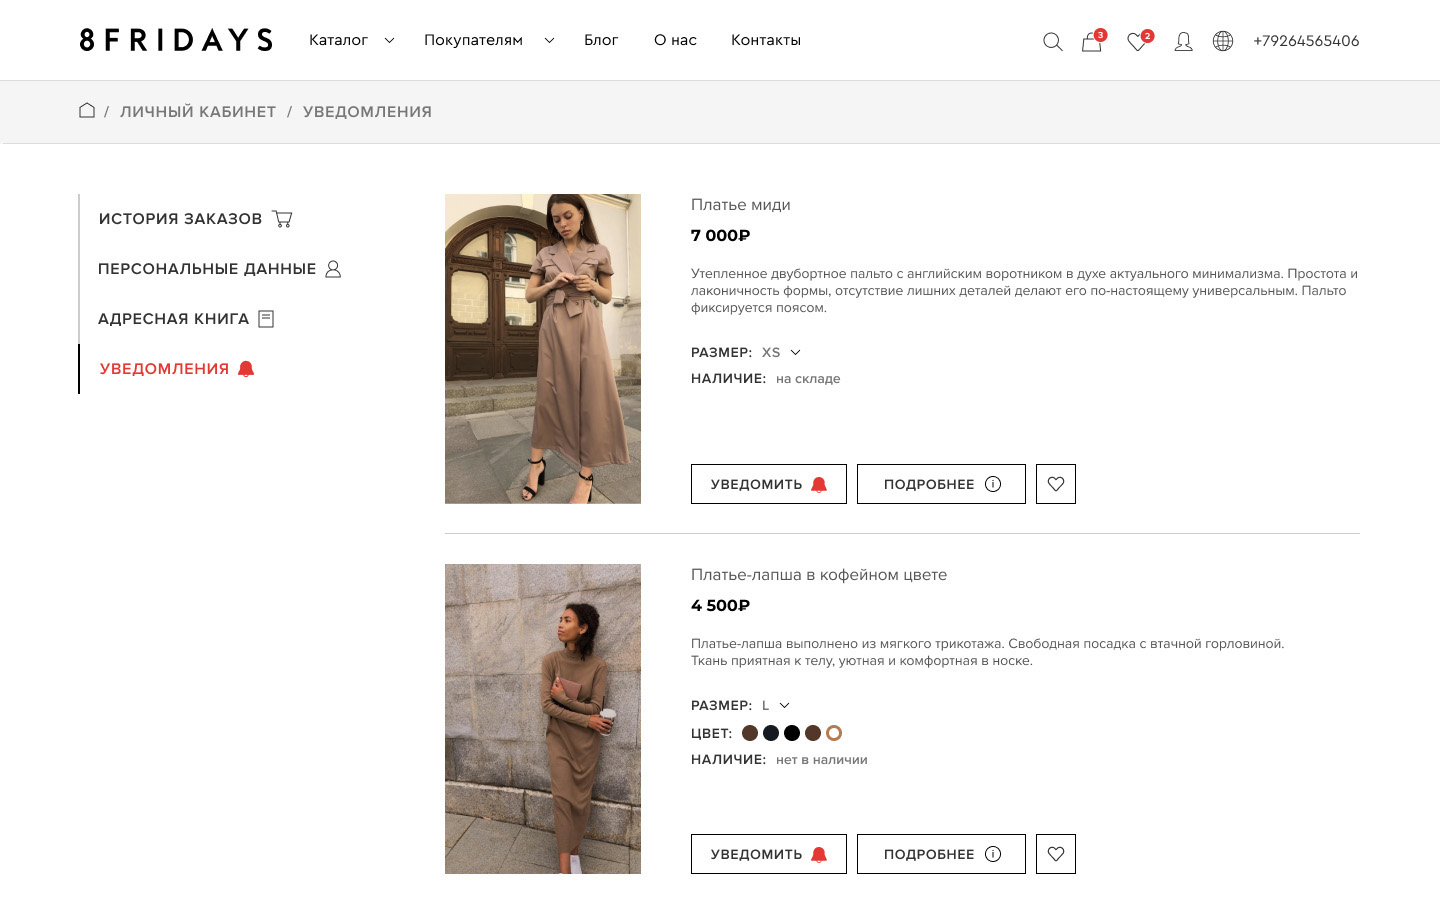 8FRIDAYS
Каталог
Покупателям
Блог
О нас
Контакты
3
2
+79264565406
/ ЛИЧНЫЙ КАБИНЕТ / УВЕДОМЛЕНИЯ
ИСТОРИЯ ЗАКАЗОВ
ПЕРСОНАЛЬНЫЕ ДАННЫЕ
АДРЕСНАЯ КНИГА
УВЕДОМЛЕНИЯ
Платье миди
7 000₽
Утепленное двубортное пальто с английским воротником в духе актуального минимализма. Простота и
лаконичность формы, отсутствие лишних деталей делают его по-настоящему универсальным. Пальто
фиксируется поясом.
РАЗМЕР: XS
НАЛИЧИЕ: на складе
УВЕДОМИТЬ
ПОДРОБНЕЕ
Платье-лапша в кофейном цвете
4 500₽
Платье-лапша выполнено из мягкого трикотажа. Свободная посадка с втачной горловиной.
Ткань приятная к телу, уютная и комфортная в носке.
РАЗМЕР: L
ЦВЕТ:
НАЛИЧИЕ: нет в наличии
УВЕДОМИТЬ
ПОДРОБНЕЕ